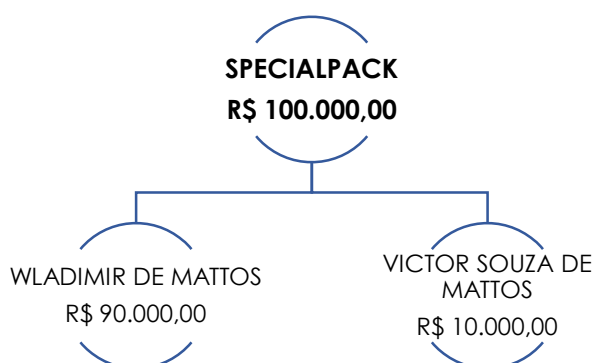 SPECIALPACK
R$ 100.000,00
WLADIMIR DE MATTOS
R$ 90.000,00
VICTOR SOUZA DE
MATTOS
R$ 10.000,00